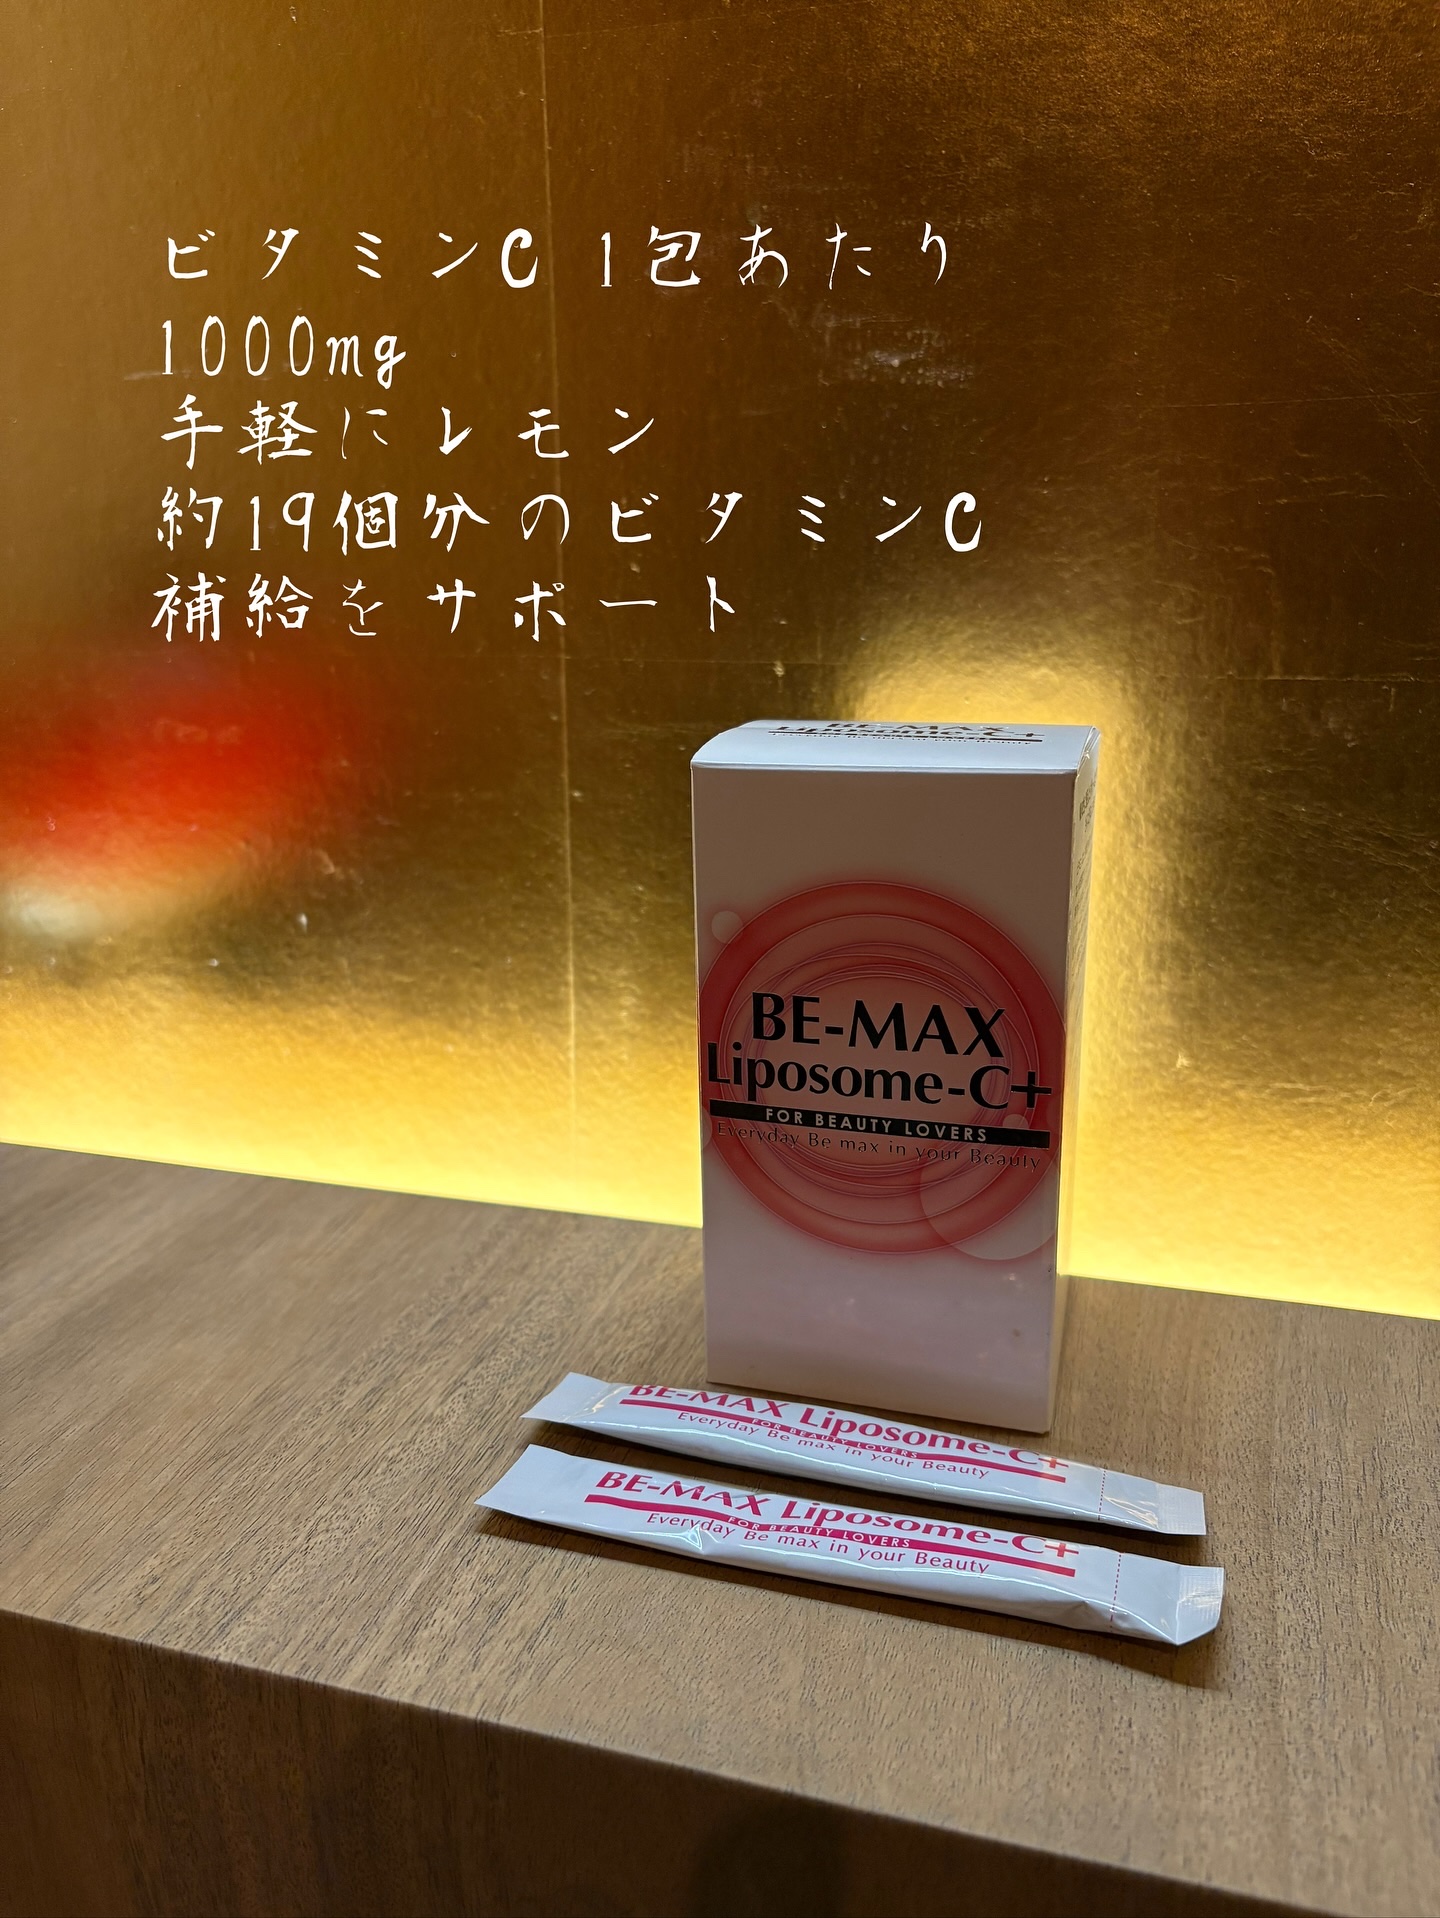 ビタミンC 1包あたり
1000mg
手軽にレモン
約19個分のビタミンC
補給をサポート
BE-MAX
Liposome-C+
BE-MAX
Liposome-C+
FOR BEAUTY LOVERS
Everyday Be max in your Beauty
BE-MAX Liposome-C+
FOR BEAUTY LOVERS
Everyday Be max in your Beauty
BE-MAX Liposome-C+
FOR BEAUTY LOVERS
Everyday Be max in your Beauty